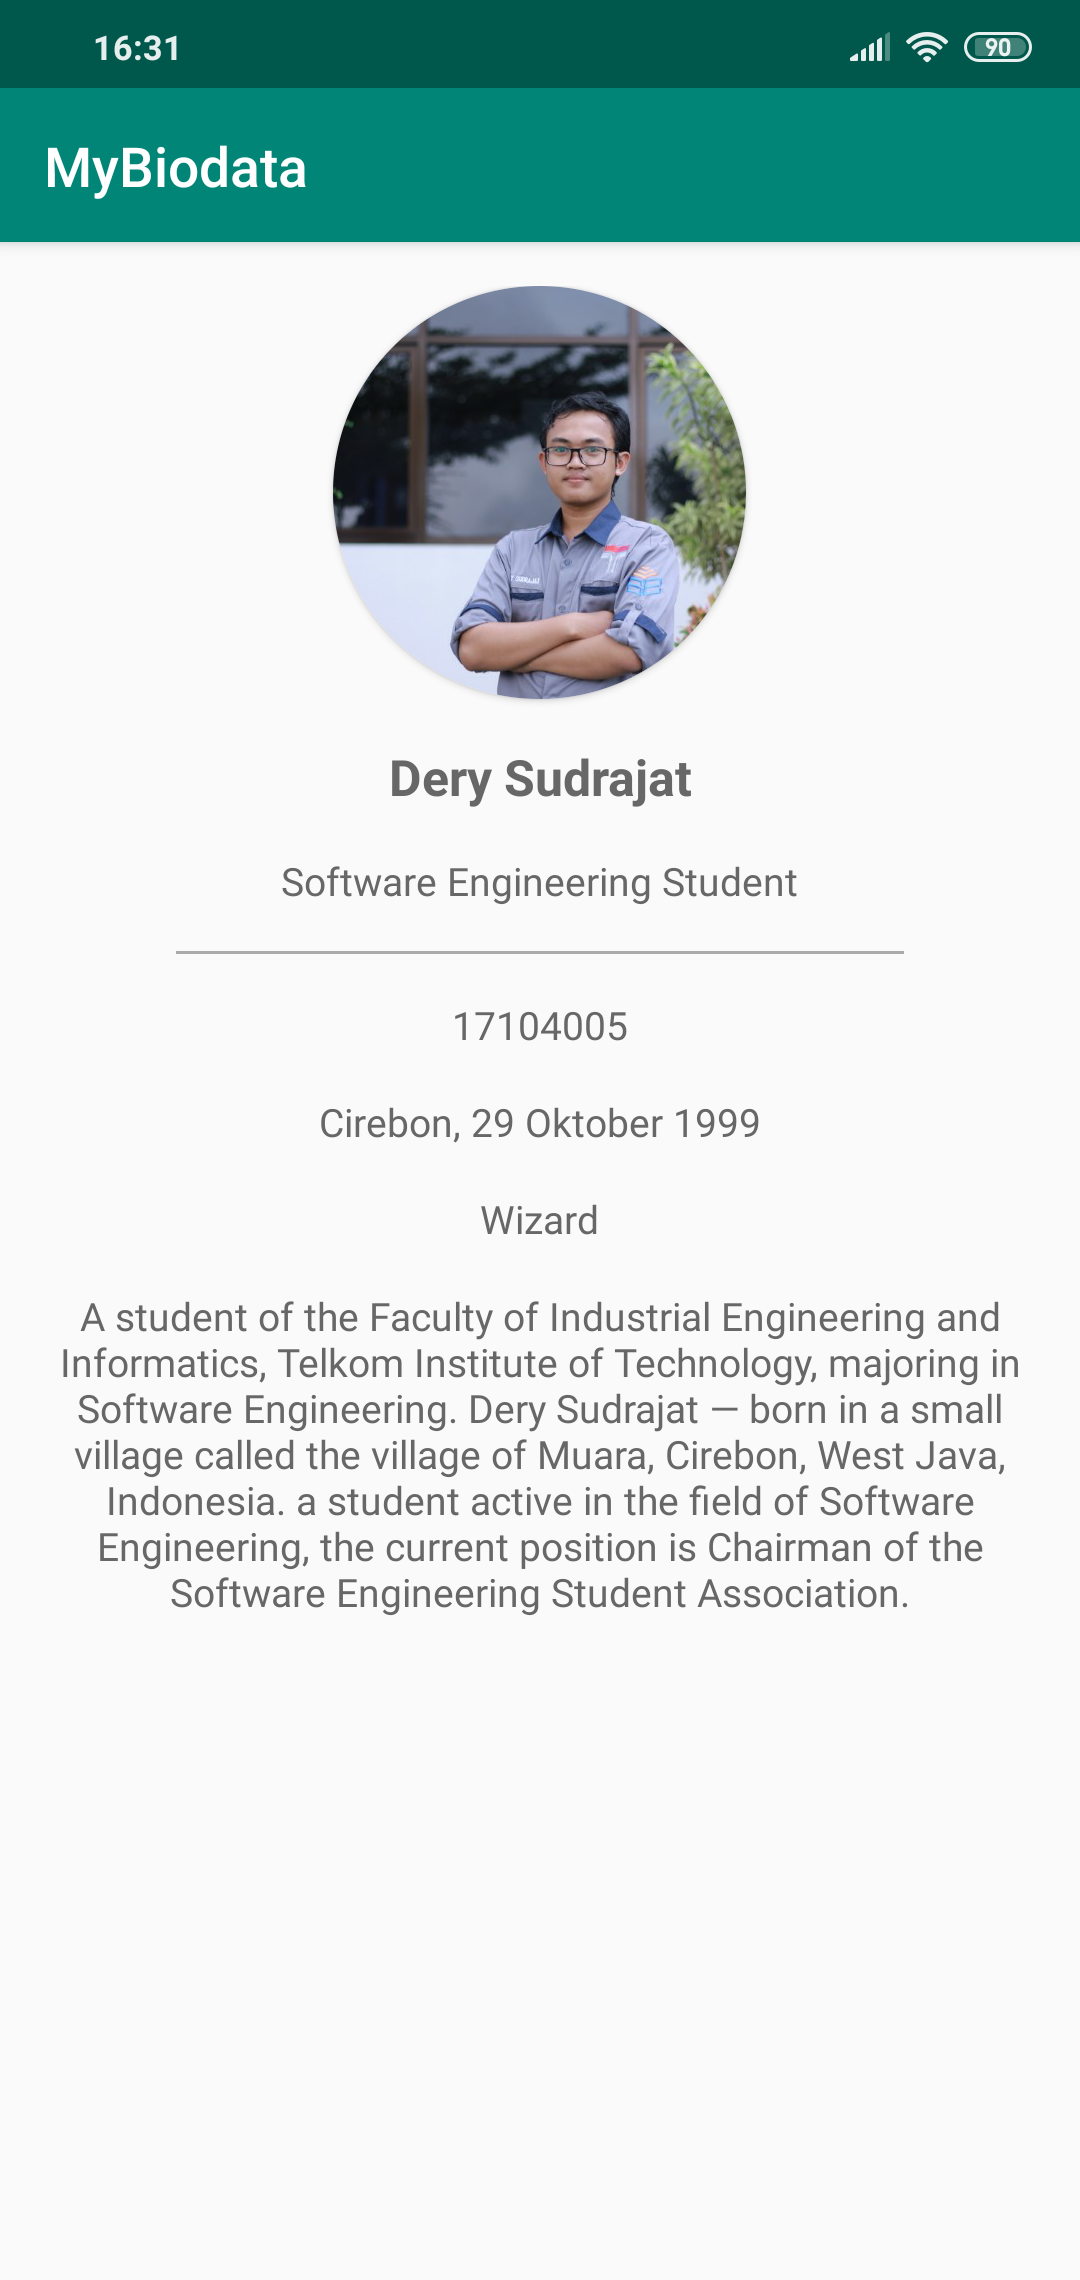 16:31
90
MyBiodata
Dery Sudrajat
Software Engineering Student
17104005
Cirebon, 29 Oktober 1999
Wizard
A student of the Faculty of Industrial Engineering and
Informatics, Telkom Institute of Technology, majoring in
Software Engineering. Dery Sudrajat — born in a small
village called the village of Muara, Cirebon, West Java,
Indonesia. a student active in the field of Software
Engineering, the current position is Chairman of the
Software Engineering Student Association.